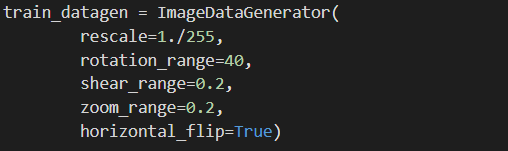 train_datagen = ImageDataGenerator(
        rescale=1./255,
        rotation_range=40,
        shear_range=0.2,
        zoom_range=0.2,
        horizontal_flip=True)